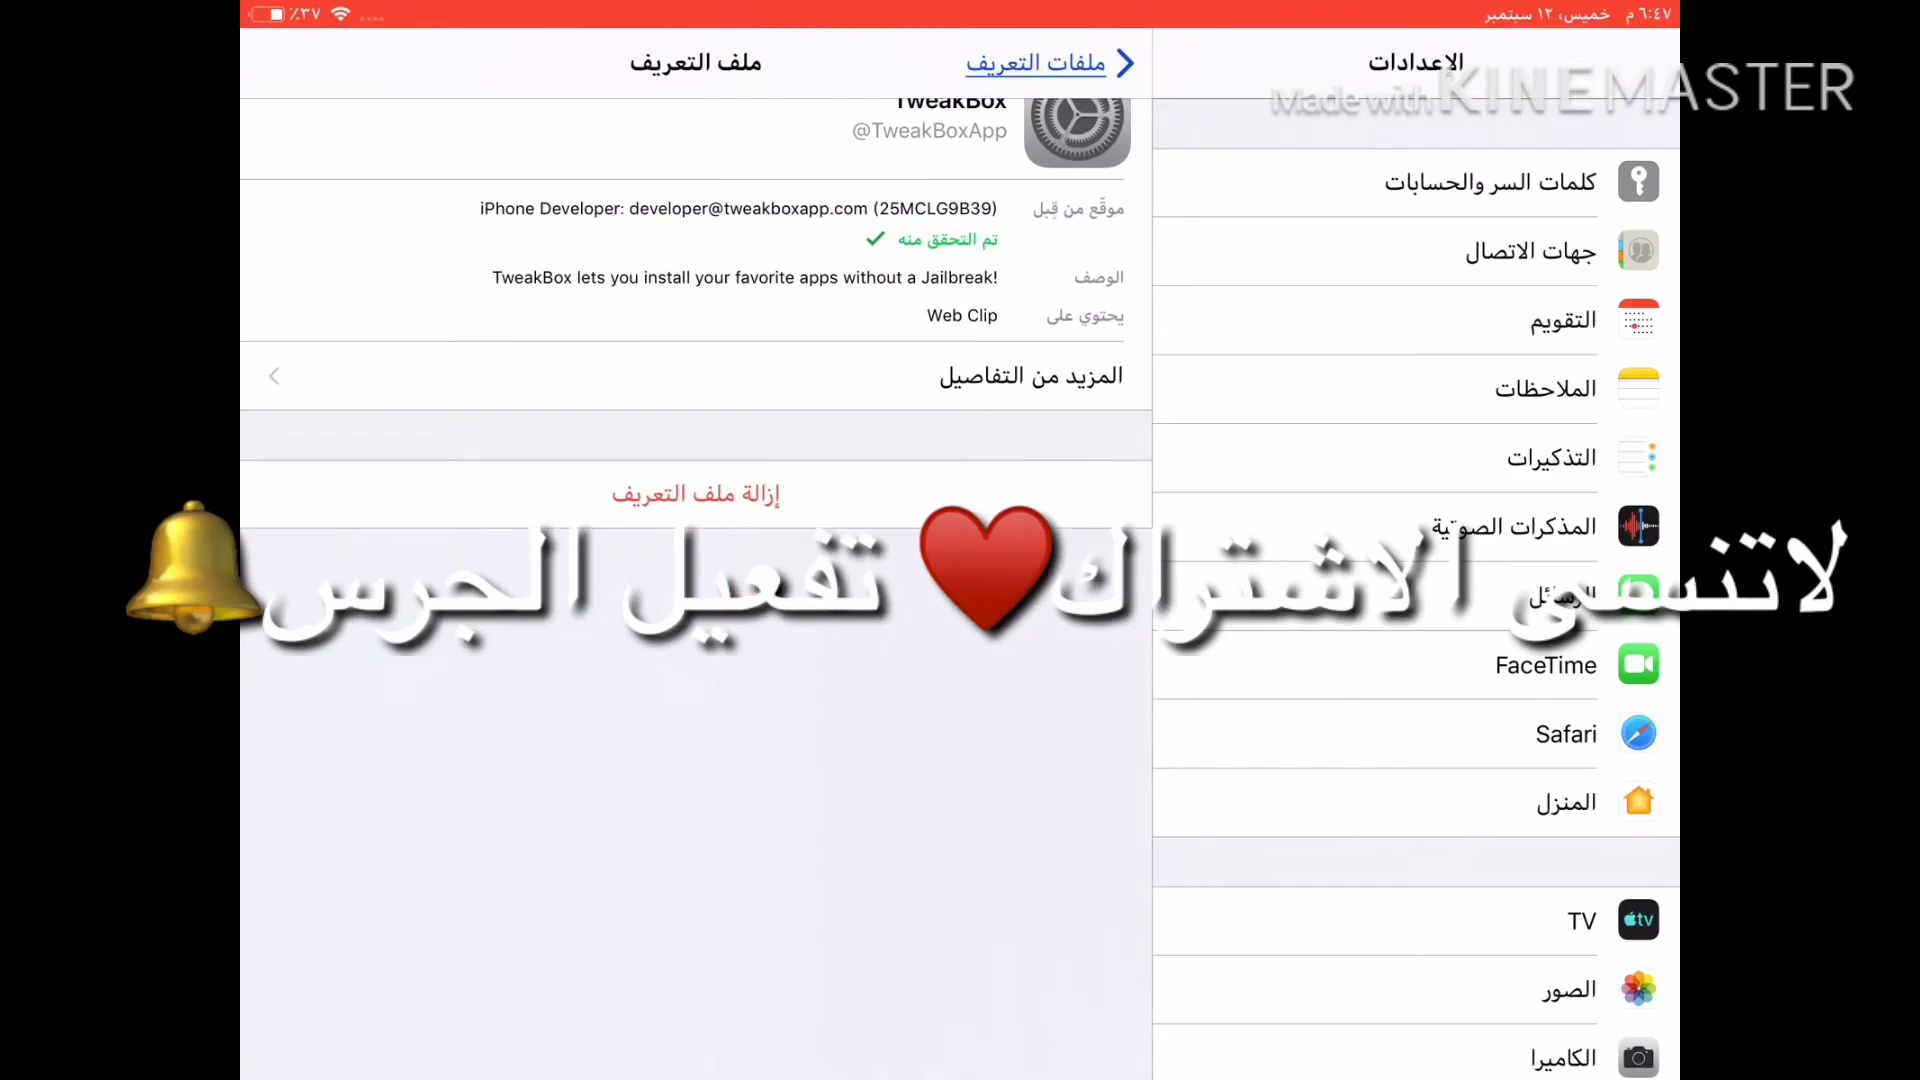 ٦:٤٧ م خميس، ١٢ سبتمبر
٪٣٧
الإعدادات
Made with KINEMASTER
كلمات السر والحسابات
جهات الاتصال
التقويم
الملاحظات
التذكيرات
المذكرات الصوتية
الرسائل
FaceTime
Safari
المنزل
TV
الصور
الكاميرا
ملفات التعريف
ملف التعريف
TweakBox
@TweakBoxApp
موقّع من قِبل iPhone Developer: developer@tweakboxapp.com (25MCLG9B39)
تم التحقق منه ✓
الوصف TweakBox lets you install your favorite apps without a Jailbreak!
يحتوي على Web Clip
المزيد من التفاصيل
إزالة ملف التعريف
لاتنسى الاشتراك♥️ تفعيل الجرس🔔